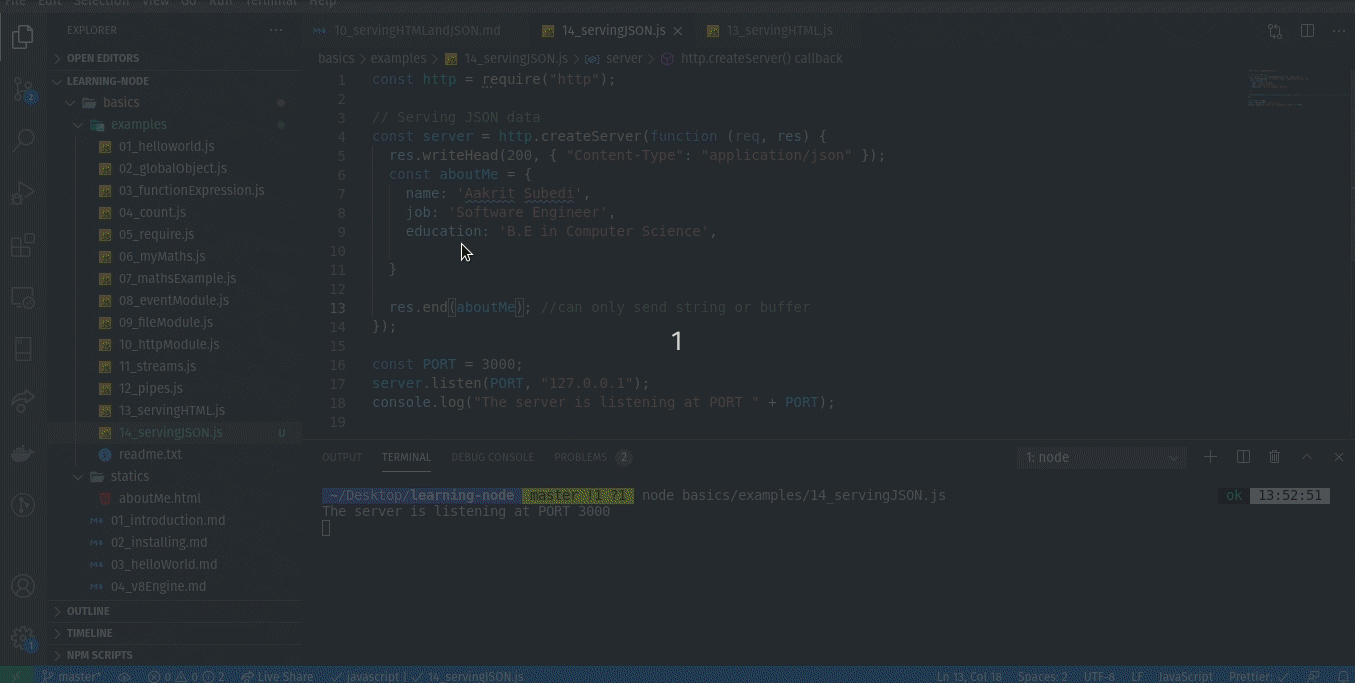 File Edit Selection View Go Run Terminal Help
EXPLORER
OPEN EDITORS
LEARNING-NODE
basics
examples
01_helloworld.js
02_globalObject.js
03_functionExpression.js
04_count.js
05_require.js
06_myMaths.js
07_mathsExample.js
08_eventModule.js
09_fileModule.js
10_httpModule.js
11_streams.js
12_pipes.js
13_servingHTML.js
14_servingJSON.js U
readme.txt
statics
aboutMe.html
01_introduction.md
02_installing.md
03_helloWorld.md
04_v8Engine.md
OUTLINE
TIMELINE
NPM SCRIPTS
2
1
10_servingHTMLandJSON.md 14_servingJSON.js 13_servingHTML.js
basics > examples > 14_servingJSON.js > server > http.createServer() callback
1 const http = require("http");
2
3 // Serving JSON data
4 const server = http.createServer(function (req, res) {
5 res.writeHead(200, { "Content-Type": "application/json" });
6 const aboutMe = {
7 name: 'Aakrit Subedi',
8 job: 'Software Engineer',
9 education: 'B.E in Computer Science',
10
11 }
12
13 res.end(aboutMe); //can only send string or buffer
14 });
15
16 const PORT = 3000;
17 server.listen(PORT, "127.0.0.1");
18 console.log("The server is listening at PORT " + PORT);
19
1
OUTPUT TERMINAL DEBUG CONSOLE PROBLEMS 2 1: node
~/Desktop/learning-node master !1 ?1 node basics/examples/14_servingJSON.js ok 13:52:51
The server is listening at PORT 3000
master* 0 0 2 Live Share javascript | 14_servingJSON.js Ln 13, Col 18 Spaces: 2 UTF-8 LF JavaScript Prettier: